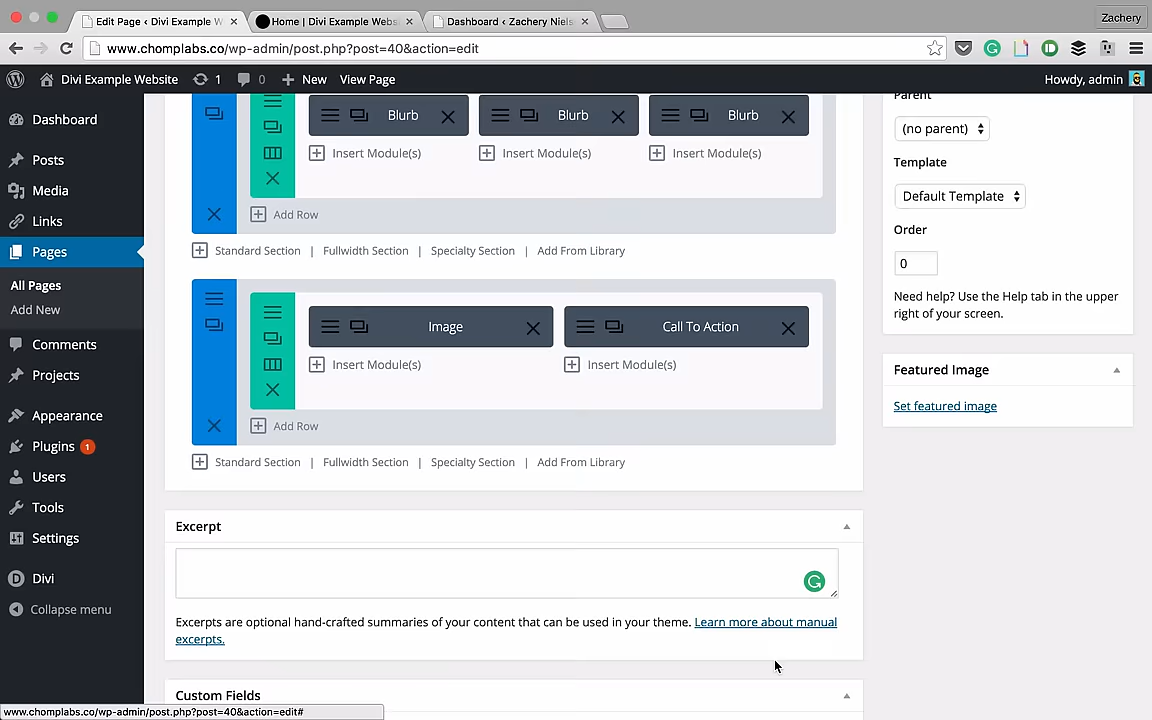 Edit Page ‹ Divi Example W
Home | Divi Example Webs
Dashboard ‹ Zachery Niels
Zachery
www.chomplabs.co/wp-admin/post.php?post=40&action=edit
Divi Example Website
1
0
New
View Page
Howdy, admin
Dashboard
Posts
Media
Links
Pages
All Pages
Add New
Comments
Projects
Appearance
Plugins 1
Users
Tools
Settings
Divi
Collapse menu
Blurb
Blurb
Blurb
Insert Module(s)
Insert Module(s)
Insert Module(s)
Add Row
Standard Section | Fullwidth Section | Specialty Section | Add From Library
Image
Call To Action
Insert Module(s)
Insert Module(s)
Add Row
Standard Section | Fullwidth Section | Specialty Section | Add From Library
Excerpt
Excerpts are optional hand-crafted summaries of your content that can be used in your theme. Learn more about manual
excerpts.
Custom Fields
Parent
(no parent)
Template
Default Template
Order
0
Need help? Use the Help tab in the upper
right of your screen.
Featured Image
Set featured image
www.chomplabs.co/wp-admin/post.php?post=40&action=edit#